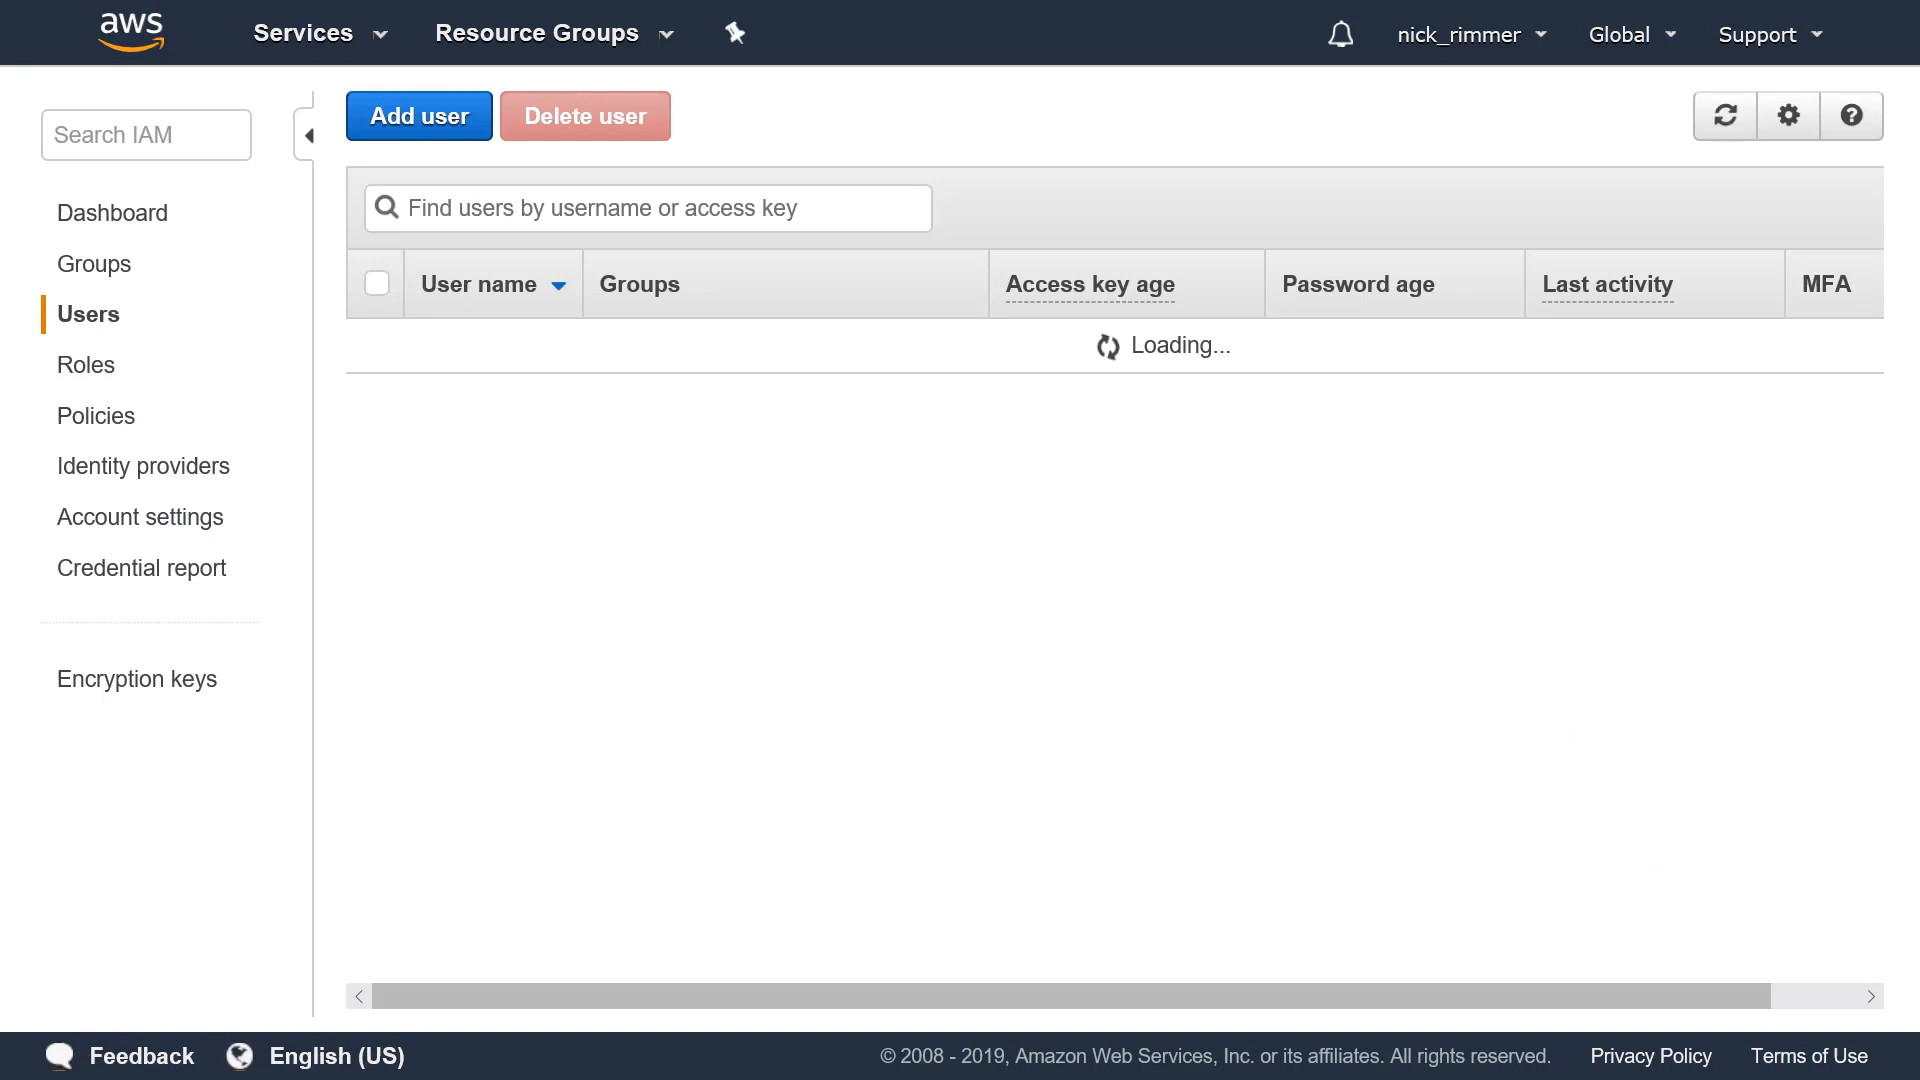 aws
Services
Resource Groups
nick_rimmer
Global
Support
Search IAM
Dashboard
Groups
Users
Roles
Policies
Identity providers
Account settings
Credential report
Encryption keys
Add user
Delete user
Find users by username or access key
User name
Groups
Access key age
Password age
Last activity
MFA
Loading...
Feedback
English (US)
© 2008 - 2019, Amazon Web Services, Inc. or its affiliates. All rights reserved.
Privacy Policy
Terms of Use